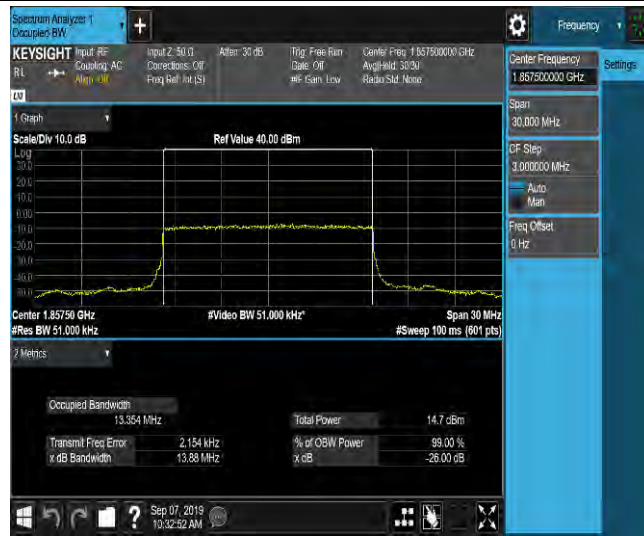 Spectrum Analyzer 1
Occupied BW
Frequency
KEYSIGHT
Input: RF
Coupling: AC
Align: Off
Input Z: 50 Ω
Corrections: Off
Freq Ref: Int (S)
Atten: 30 dB
Trig: Free Run
Gate: Off
#IF Gain: Low
Center Freq: 1.857500000 GHz
Avg|Hold: 30/30
Radio Std: None
RL
LXI
Center Frequency
1.857500000 GHz
Settings
Span
30.000 MHz
CF Step
3.000000 MHz
Auto
Man
Freq Offset
0 Hz
1 Graph
Scale/Div 10.0 dB
Ref Value 40.00 dBm
Log
30.0
20.0
10.0
0.00
-10.0
-20.0
-30.0
-40.0
-50.0
Center 1.85750 GHz
#Video BW 51.000 kHz*
Span 30 MHz
#Res BW 51.000 kHz
#Sweep 100 ms (601 pts)
2 Metrics
Occupied Bandwidth
13.354 MHz
Total Power
14.7 dBm
Transmit Freq Error
2.154 kHz
% of OBW Power
99.00 %
x dB Bandwidth
13.88 MHz
x dB
-26.00 dB
?
Sep 07, 2019
10:32:52 AM